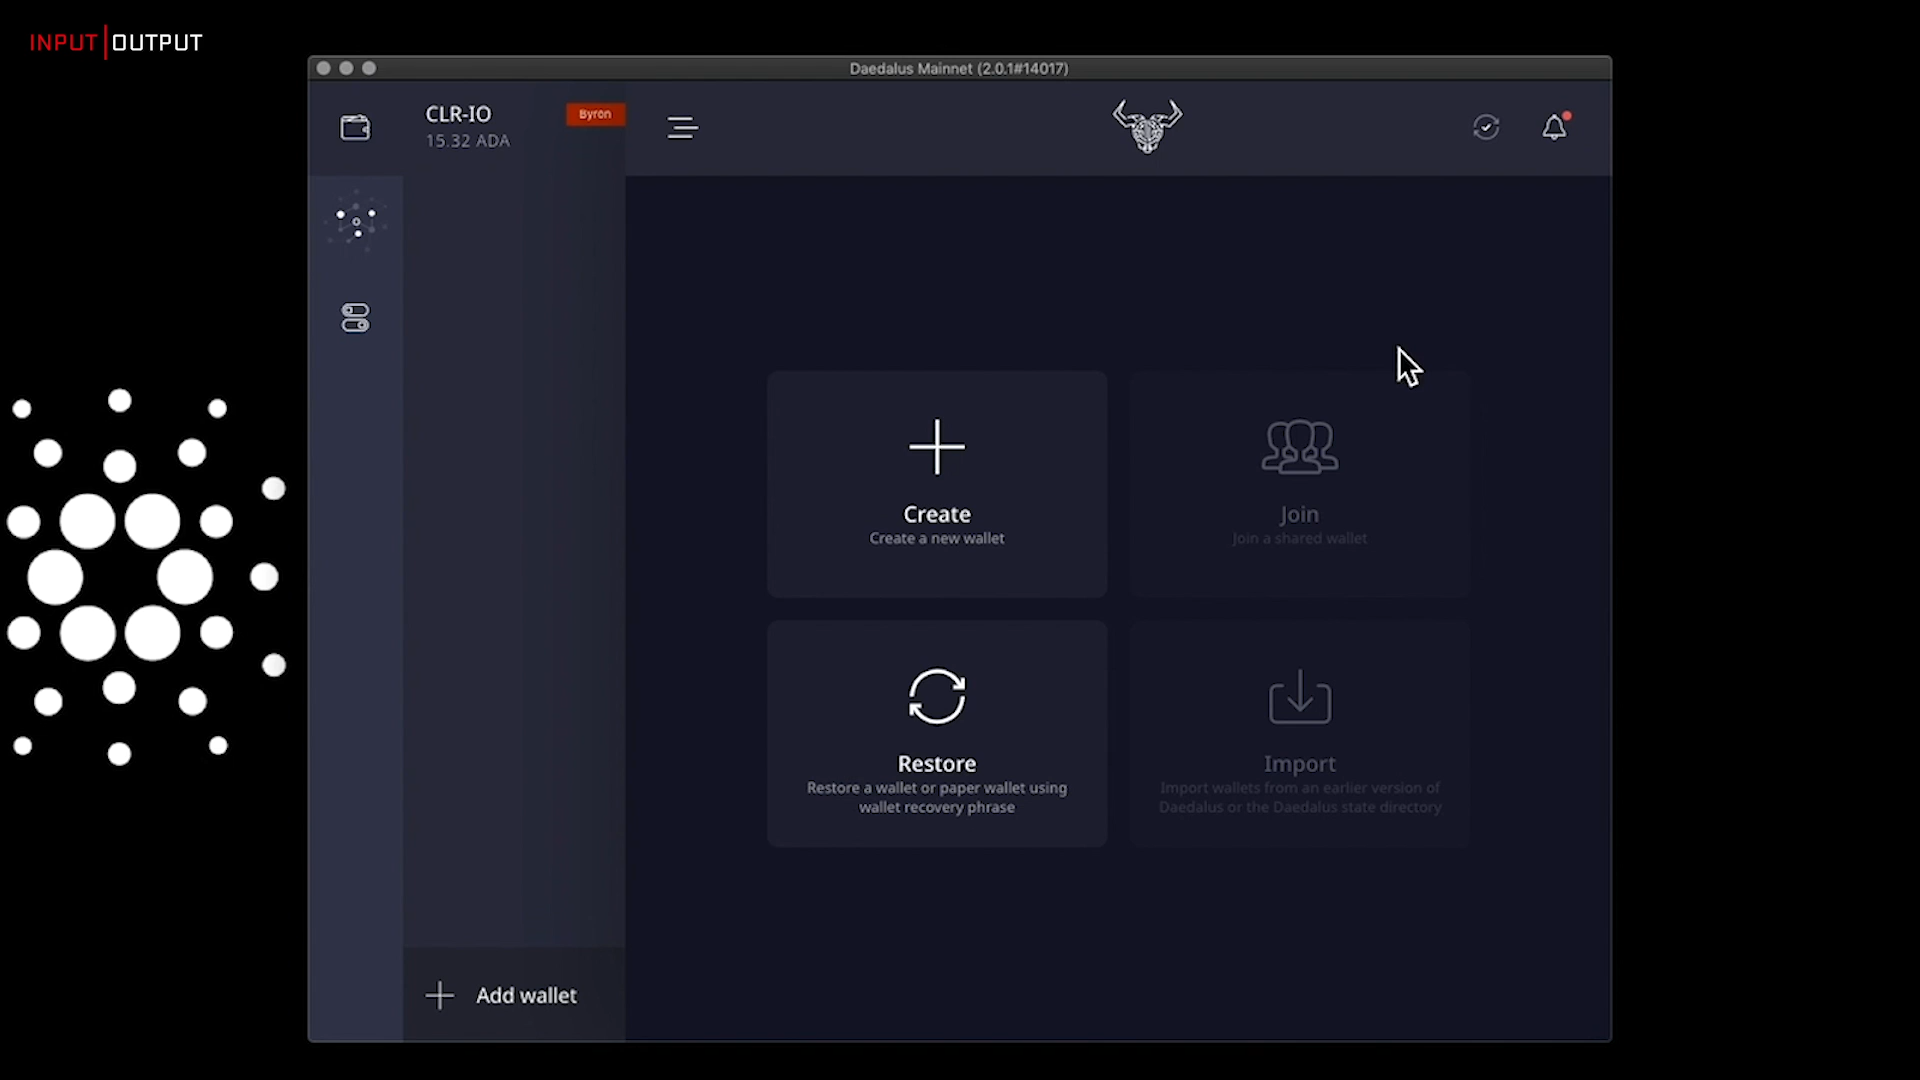 INPUT|OUTPUT
Daedalus Mainnet (2.0.1#14017)
CLR-IO
Byron
15.32 ADA
Create
Create a new wallet
Join
Join a shared wallet
Restore
Restore a wallet or paper wallet using
wallet recovery phrase
Import
Import wallets from an earlier version of
Daedalus or the Daedalus state directory
Add wallet